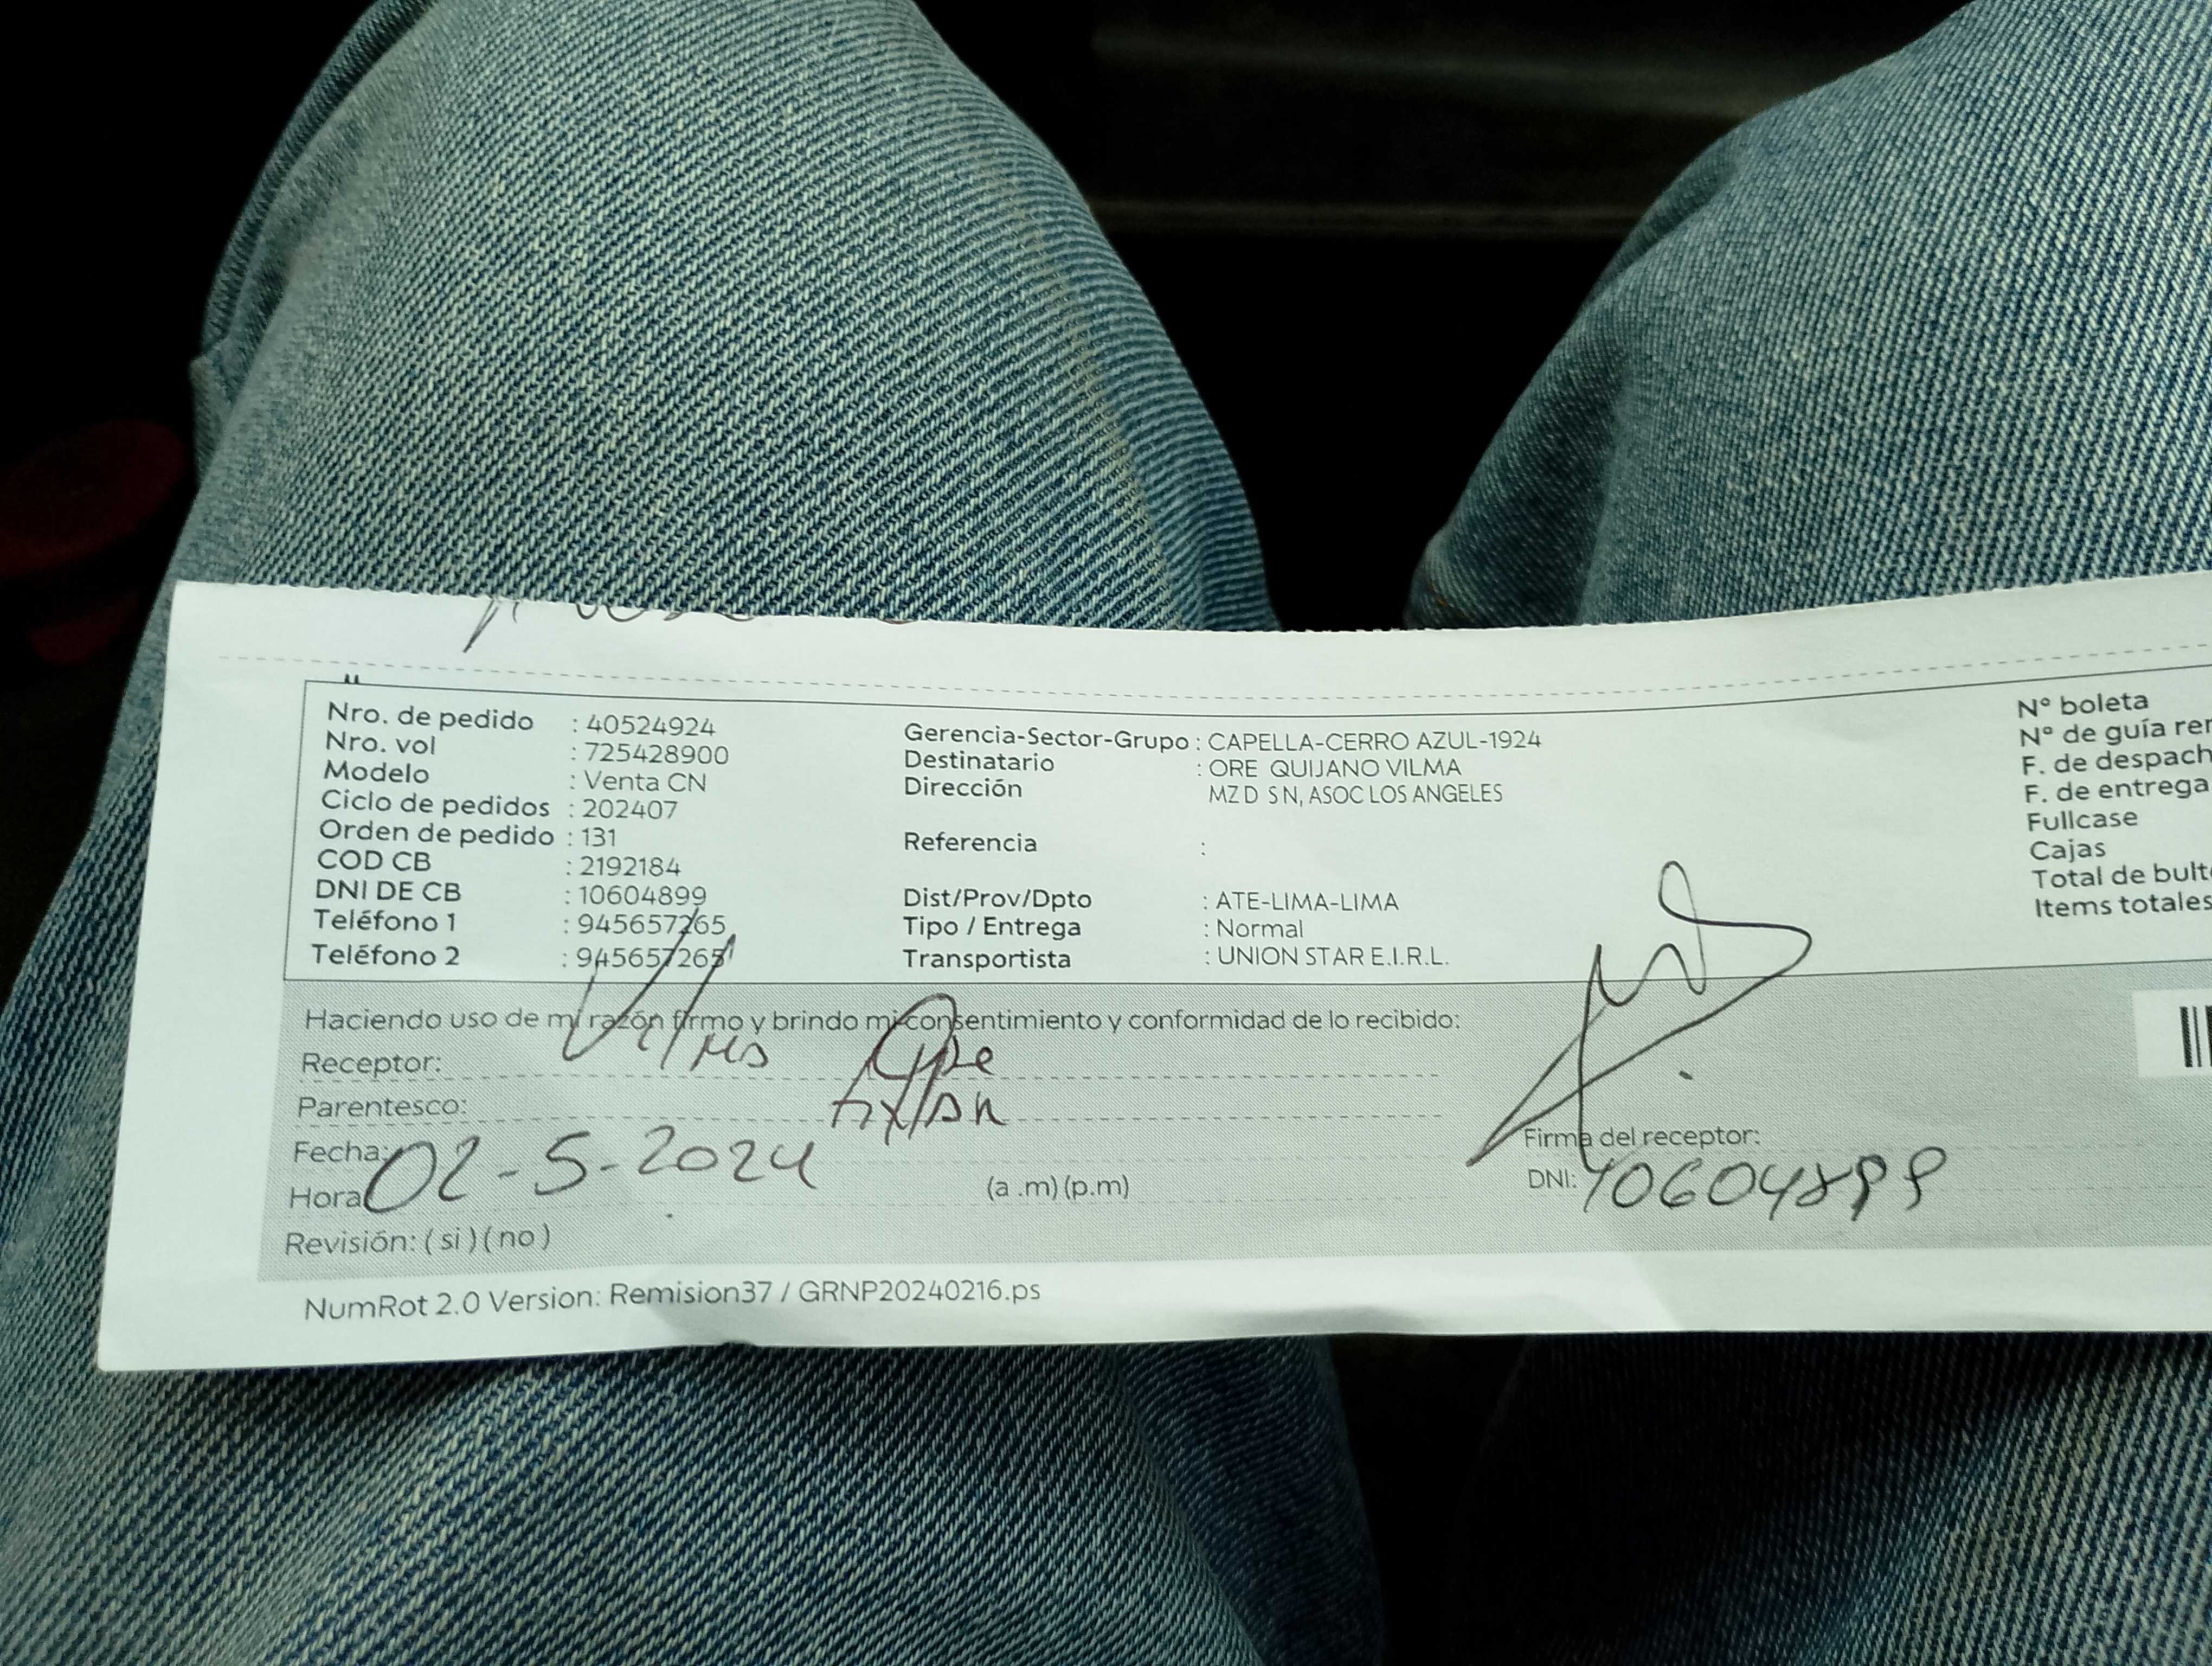 Nro. de pedido : 40524924
Nro. vol : 725428900
Modelo : Venta CN
Ciclo de pedidos : 202407
Orden de pedido : 131
COD CB : 2192184
DNI DE CB : 10604899
Teléfono 1 : 945657265
Teléfono 2 : 945657265
Gerencia-Sector-Grupo : CAPELLA-CERRO AZUL-1924
Destinatario : ORE QUIJANO VILMA
Dirección MZ D S N, ASOC LOS ANGELES
Referencia :
Dist/Prov/Dpto : ATE-LIMA-LIMA
Tipo / Entrega : Normal
Transportista : UNION STAR E.I.R.L.
N° boleta
N° de guía rem
F. de despach
F. de entrega
Fullcase
Cajas
Total de bult
Items totales
Haciendo uso de mi razón firmo y brindo mi consentimiento y conformidad de lo recibido:
Receptor: Ore
Parentesco:
Fecha: 02-5-2024
Hora (a .m) (p.m)
Revisión: ( si ) ( no )
Firma del receptor:
DNI: 10604899
NumRot 2.0 Version: Remision37 / GRNP20240216.ps